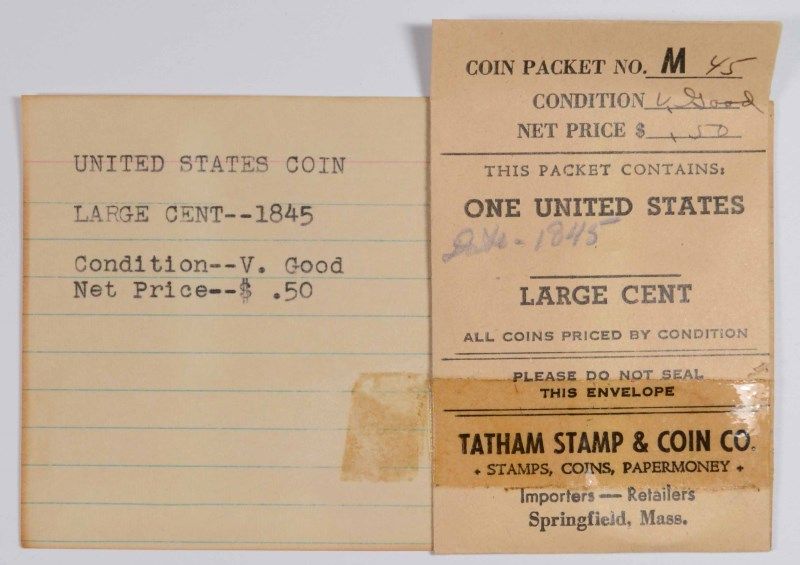 UNITED STATES COIN
LARGE CENT--1845
Condition--V. Good
Net Price--$ .50
COIN PACKET NO. M 45
CONDITION V. Good
NET PRICE $ .50
THIS PACKET CONTAINS:
ONE UNITED STATES
Date - 1845
LARGE CENT
ALL COINS PRICED BY CONDITION
PLEASE DO NOT SEAL
THIS ENVELOPE
TATHAM STAMP & COIN CO.
+ STAMPS, COINS, PAPERMONEY +
Importers — Retailers
Springfield, Mass.